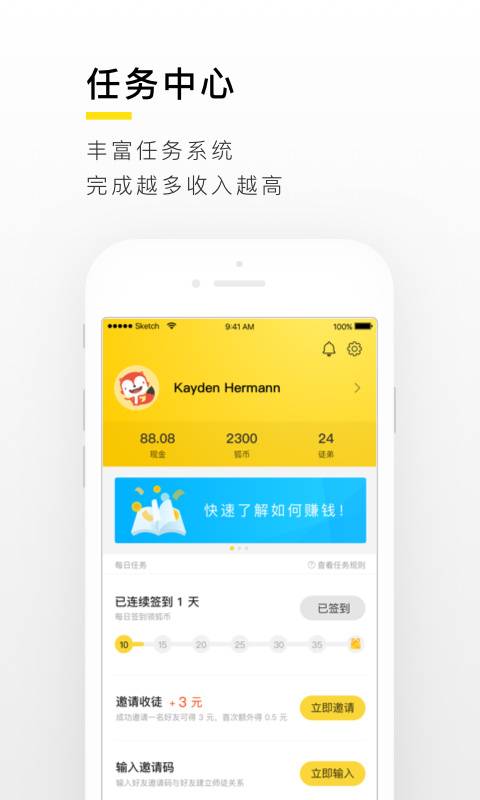 任务中心
丰富任务系统
完成越多收入越高
Sketch 9:41 AM 100%
Kayden Hermann
88.08 2300 24
现金 狐币 徒弟
快速了解如何赚钱！
每日任务 查看任务规则
已连续签到 1 天 已签到
每日签到领狐币
10 15 20 25 30 35
邀请收徒 + 3 元 立即邀请
成功邀请一名好友可得 3 元，首次额外得 0.5 元
输入邀请码 立即输入
输入好友邀请码与好友建立师徒关系